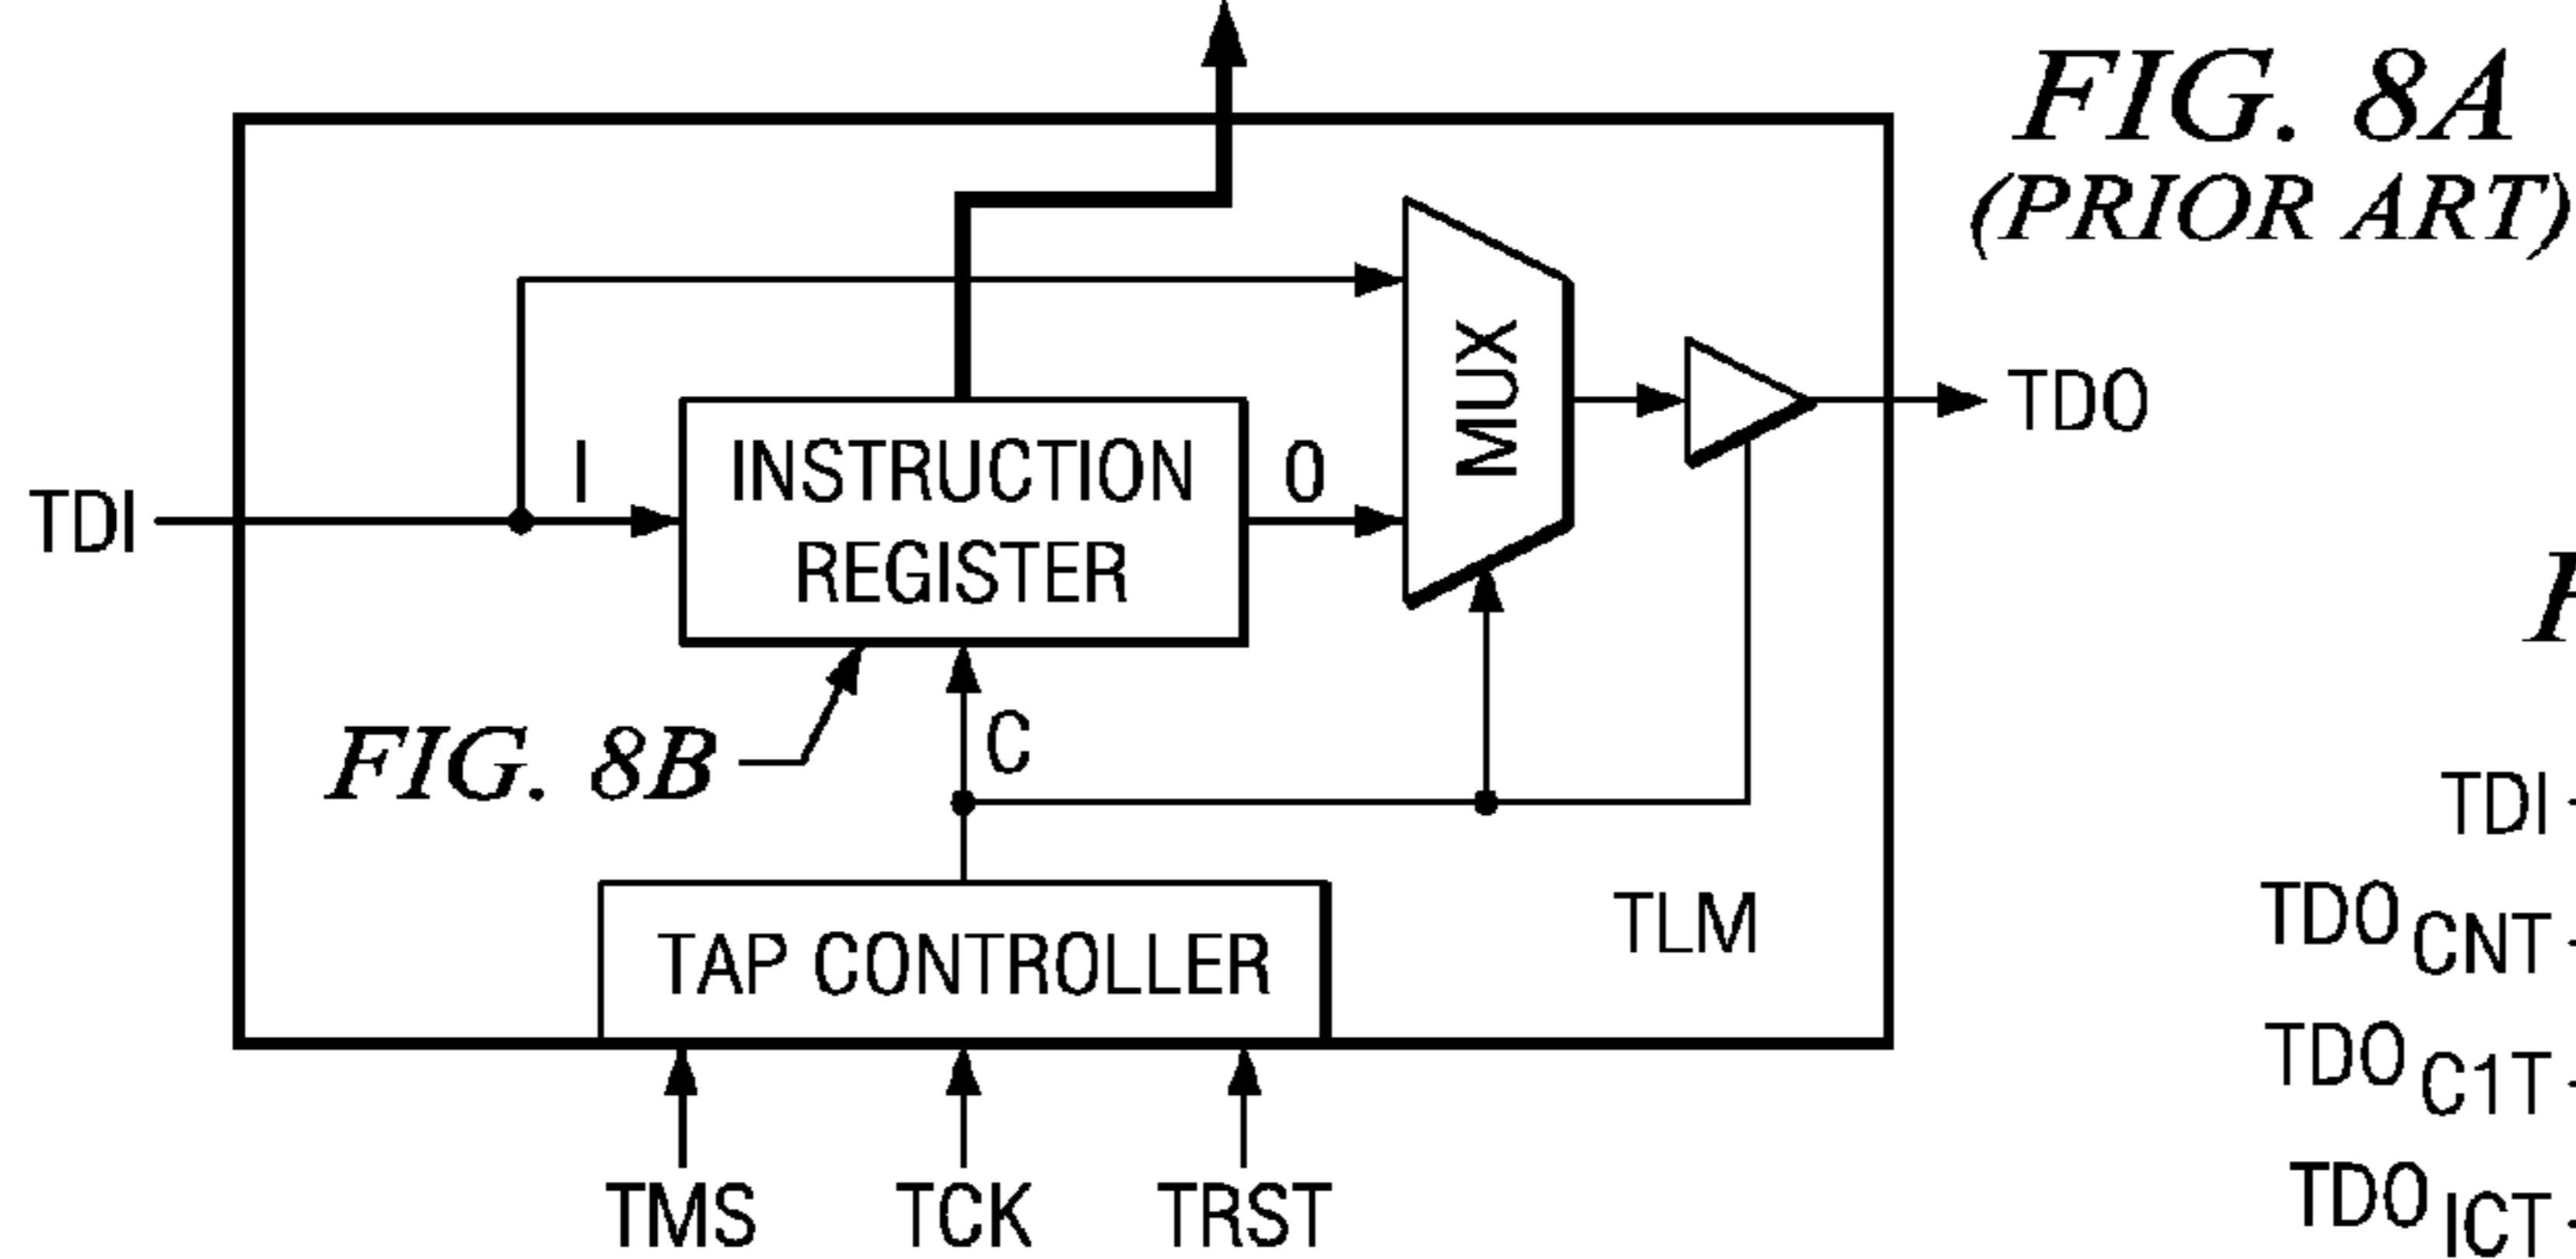 FIG. 8A
(PRIOR ART)
MUX
TDO
I
INSTRUCTION
REGISTER
O
TDI
FIG. 8B
C
TLM
TAP CONTROLLER
TMS
TCK
TRST
TDI
TDO CNT
TDO C1T
TDO ICT